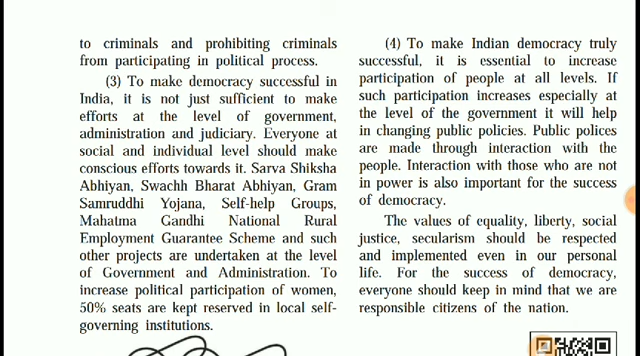 to criminals and prohibiting criminals
from participating in political process.
(3) To make democracy successful in
India, it is not just sufficient to make
efforts at the level of government,
administration and judiciary. Everyone at
social and individual level should make
conscious efforts towards it. Sarva Shiksha
Abhiyan, Swachh Bharat Abhiyan, Gram
Samruddhi Yojana, Self-help Groups,
Mahatma Gandhi National Rural
Employment Guarantee Scheme and such
other projects are undertaken at the level
of Government and Administration. To
increase political participation of women,
50% seats are kept reserved in local self-
governing institutions.
(4) To make Indian democracy truly
successful, it is essential to increase
participation of people at all levels. If
such participation increases especially at
the level of the government it will help
in changing public policies. Public polices
are made through interaction with the
people. Interaction with those who are not
in power is also important for the success
of democracy.
The values of equality, liberty, social
justice, secularism should be respected
and implemented even in our personal
life. For the success of democracy,
everyone should keep in mind that we are
responsible citizens of the nation.